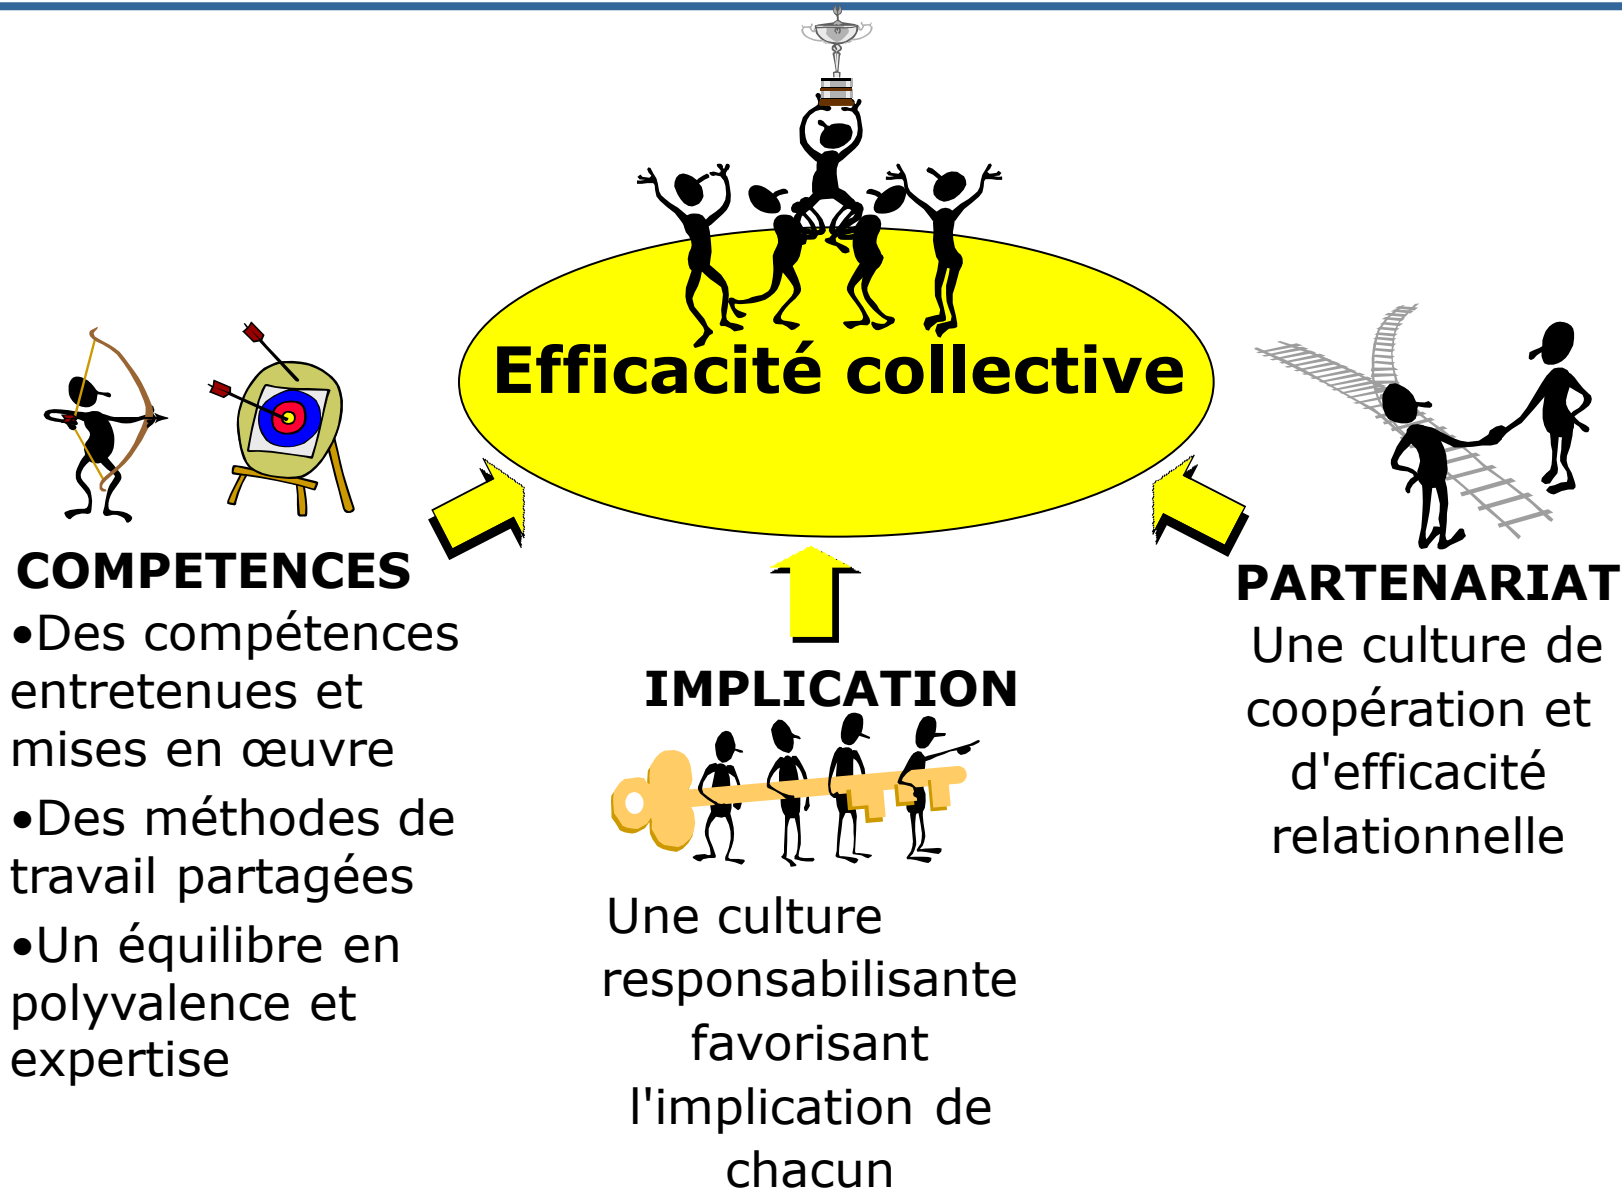 Efficacité collective
COMPETENCES
•Des compétences
entretenues et
mises en œuvre
•Des méthodes de
travail partagées
•Un équilibre en
polyvalence et
expertise
IMPLICATION
Une culture
responsabilisante
favorisant
l'implication de
chacun
PARTENARIAT
Une culture de
coopération et
d'efficacité
relationnelle